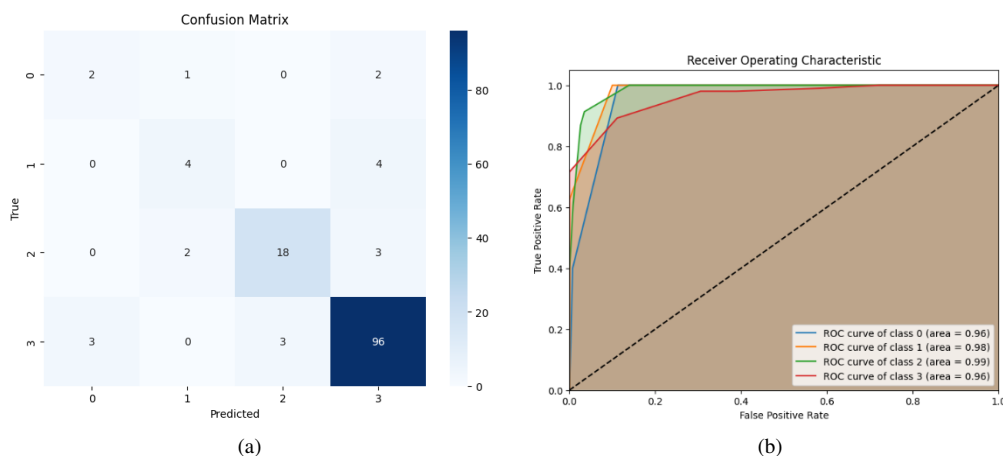 Confusion Matrix
0 2 1 0 2
1 0 4 0 4
2 0 2 18 3
3 3 0 3 96
True
0 1 2 3
Predicted
80
60
40
20
0
(a)
Receiver Operating Characteristic
1.0
0.8
0.6
0.4
0.2
0.0
True Positive Rate
ROC curve of class 0 (area = 0.96)
ROC curve of class 1 (area = 0.98)
ROC curve of class 2 (area = 0.99)
ROC curve of class 3 (area = 0.96)
0.0 0.2 0.4 0.6 0.8 1.0
False Positive Rate
(b)